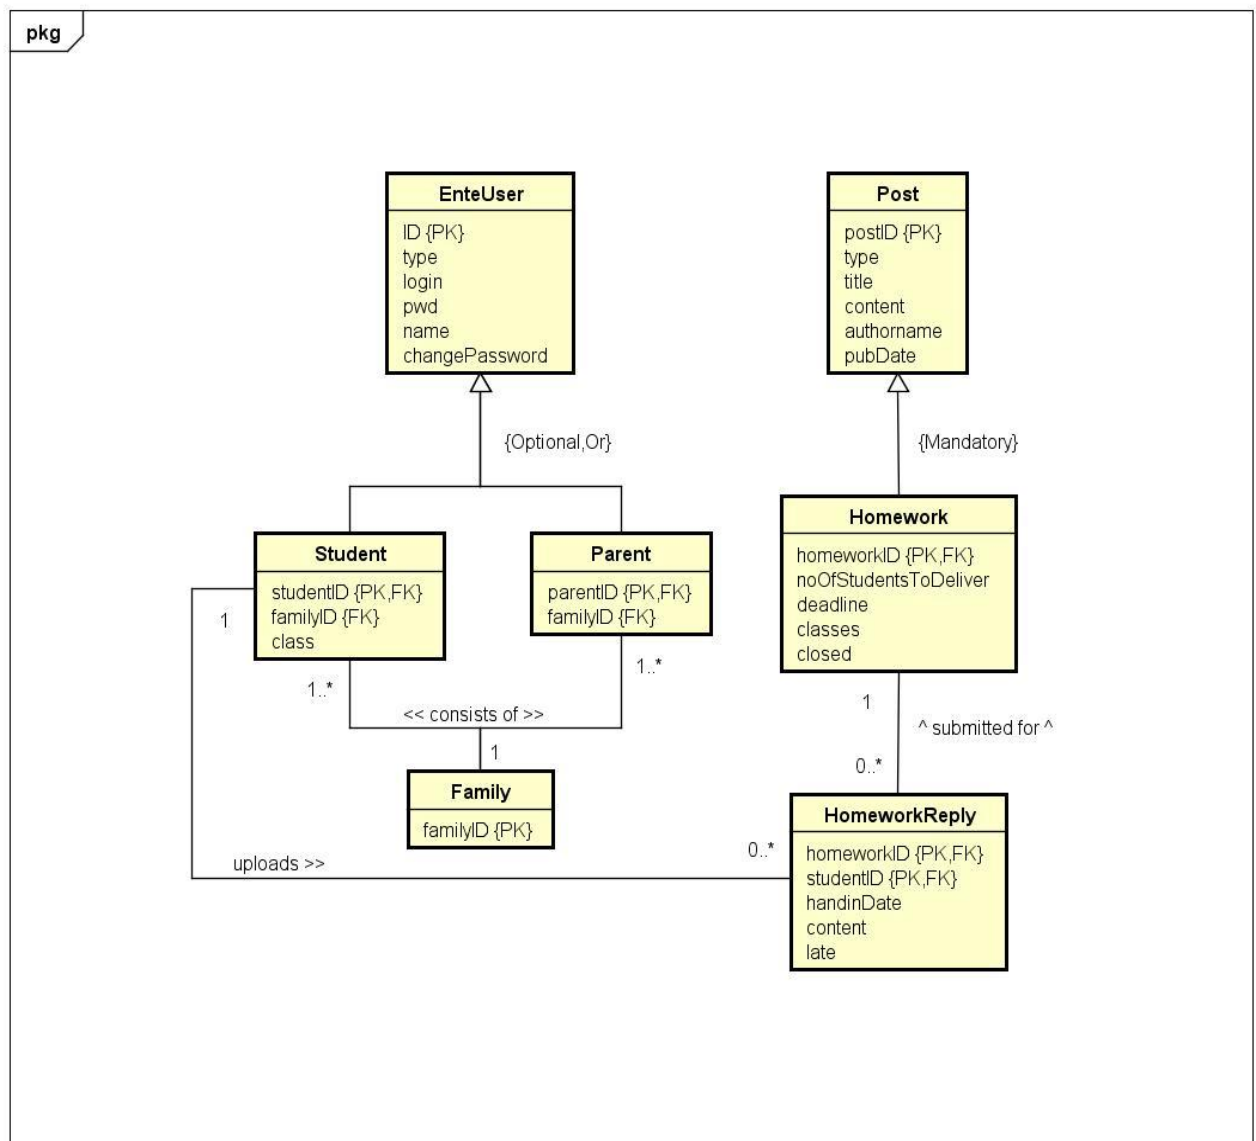 pkg
EnteUser
ID {PK}
type
login
pwd
name
changePassword
Post
postID {PK}
type
title
content
authorname
pubDate
{Optional,Or}
{Mandatory}
Student
studentID {PK,FK}
familyID {FK}
class
Parent
parentID {PK,FK}
familyID {FK}
Homework
homeworkID {PK,FK}
noOfStudentsToDeliver
deadline
classes
closed
1
1..*
1..*
<< consists of >>
1
1
^ submitted for ^
0..*
Family
familyID {PK}
uploads >>
0..*
HomeworkReply
homeworkID {PK,FK}
studentID {PK,FK}
handinDate
content
late